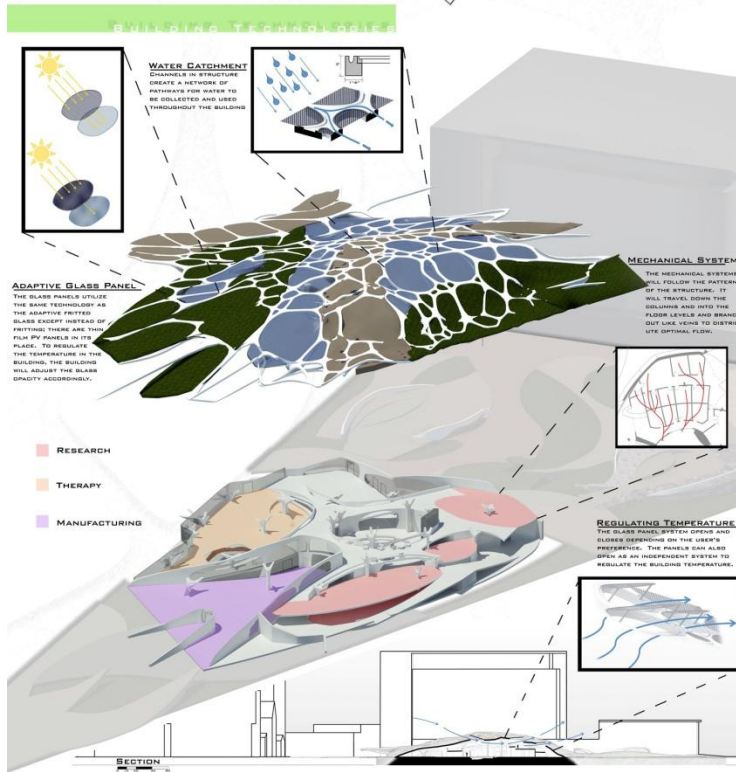 BUILDING TECHNOLOGIES
WATER CATCHMENT
CHANNELS IN STRUCTURE
CREATE A NETWORK OF
PATHWAYS FOR WATER TO
BE COLLECTED AND USED
THROUGHOUT THE BUILDING
ADAPTIVE GLASS PANEL
THE GLASS PANELS UTILIZE
THE SAME TECHNOLOGY AS
THE ADAPTIVE FRITTED
GLASS EXCEPT INSTEAD OF
FRITTING; THERE ARE THIN
FILM PV PANELS IN ITS
PLACE. TO REGULATE
THE TEMPERATURE IN THE
BUILDING, THE BUILDING
WILL ADJUST THE GLASS
OPACITY ACCORDINGLY.
MECHANICAL SYSTEM
THE MECHANICAL SYSTEMS
WILL FOLLOW THE PATTERN
OF THE STRUCTURE. IT
WILL TRAVEL DOWN THE
COLUMNS AND INTO THE
FLOOR LEVELS AND BRANC
OUT LIKE VEINS TO DISTRIB
UTE OPTIMAL FLOW.
RESEARCH
THERAPY
MANUFACTURING
REGULATING TEMPERATURE
THE GLASS PANEL SYSTEM OPENS AND
CLOSES DEPENDING ON THE USER'S
PREFERENCE. THE PANELS CAN ALSO
OPEN AS AN INDEPENDENT SYSTEM TO
REGULATE THE BUILDING TEMPERATURE.
SECTION